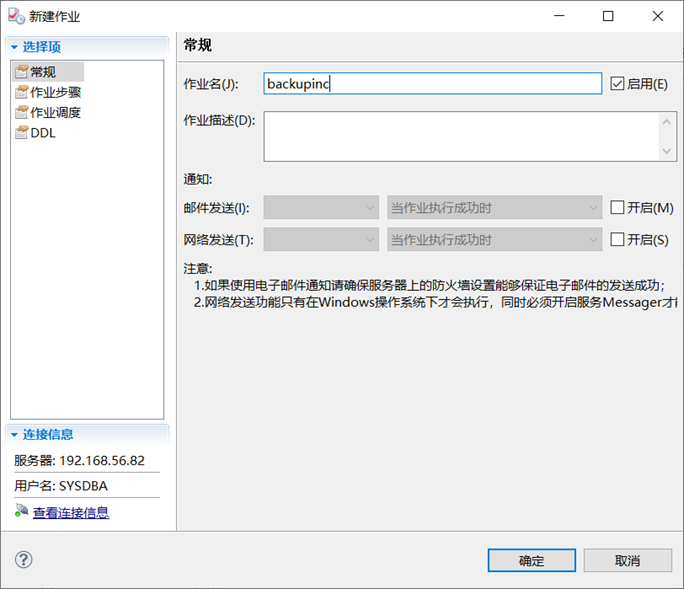 新建作业
选择项
常规
作业步骤
作业调度
DDL
连接信息
服务器: 192.168.56.82
用户名: SYSDBA
查看连接信息
常规
作业名(J): backupinc 启用(E)
作业描述(D):
通知:
邮件发送(I): 当作业执行成功时 开启(M)
网络发送(T): 当作业执行成功时 开启(S)
注意:
1.如果使用电子邮件通知请确保服务器上的防火墙设置能够保证电子邮件的发送成功;
2.网络发送功能只有在Windows操作系统下才会执行，同时必须开启服务Messager才
确定 取消